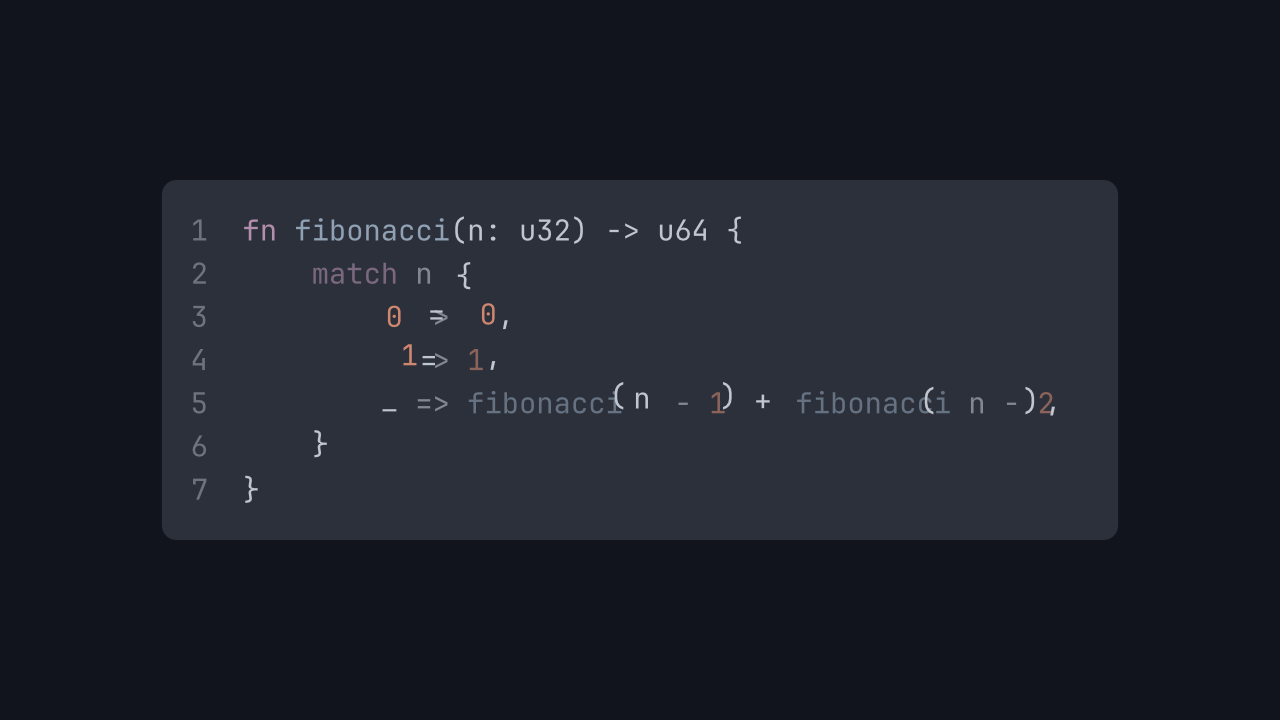 1 fn fibonacci(n: u32) -> u64 {
2     match n {
3         0 => 0,
4         1 => 1,
5         _ => fibonacci(n - 1) + fibonacci(n - 2),
6     }
7 }